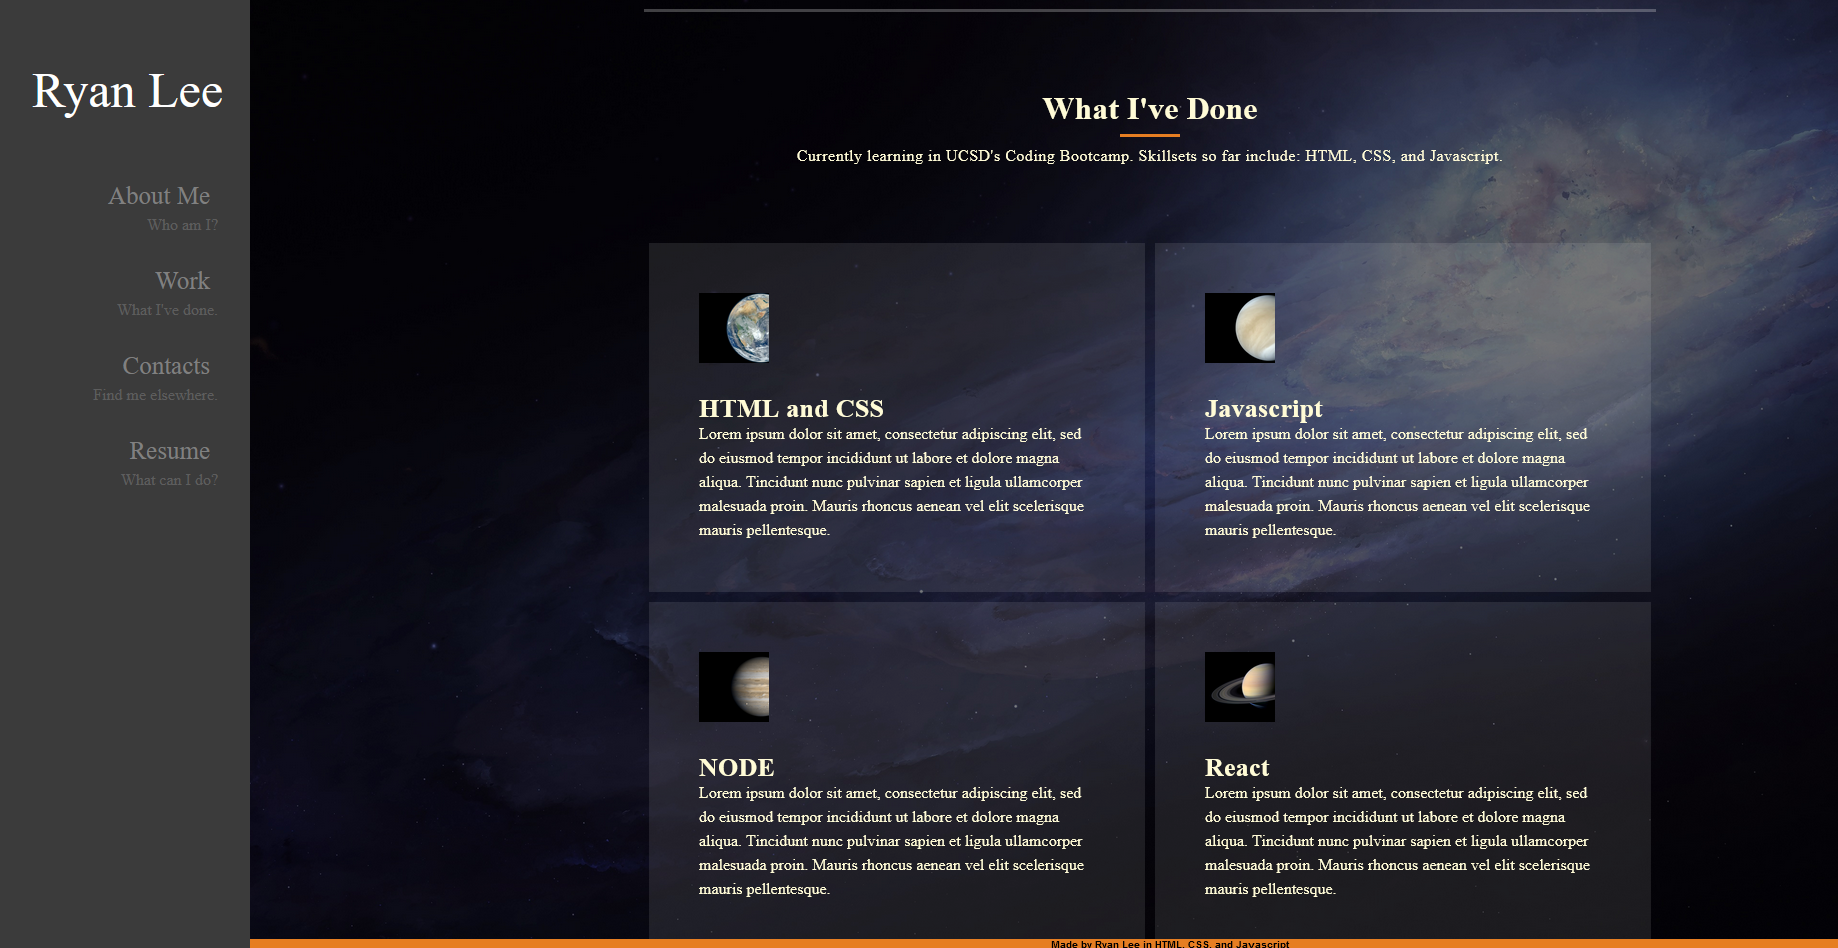 Ryan Lee
About Me
Who am I?
Work
What I've done.
Contacts
Find me elsewhere.
Resume
What can I do?
What I've Done
Currently learning in UCSD's Coding Bootcamp. Skillsets so far include: HTML, CSS, and Javascript.
HTML and CSS
Lorem ipsum dolor sit amet, consectetur adipiscing elit, sed
do eiusmod tempor incididunt ut labore et dolore magna
aliqua. Tincidunt nunc pulvinar sapien et ligula ullamcorper
malesuada proin. Mauris rhoncus aenean vel elit scelerisque
mauris pellentesque.
Javascript
Lorem ipsum dolor sit amet, consectetur adipiscing elit, sed
do eiusmod tempor incididunt ut labore et dolore magna
aliqua. Tincidunt nunc pulvinar sapien et ligula ullamcorper
malesuada proin. Mauris rhoncus aenean vel elit scelerisque
mauris pellentesque.
NODE
Lorem ipsum dolor sit amet, consectetur adipiscing elit, sed
do eiusmod tempor incididunt ut labore et dolore magna
aliqua. Tincidunt nunc pulvinar sapien et ligula ullamcorper
malesuada proin. Mauris rhoncus aenean vel elit scelerisque
mauris pellentesque.
React
Lorem ipsum dolor sit amet, consectetur adipiscing elit, sed
do eiusmod tempor incididunt ut labore et dolore magna
aliqua. Tincidunt nunc pulvinar sapien et ligula ullamcorper
malesuada proin. Mauris rhoncus aenean vel elit scelerisque
mauris pellentesque.
Made by Ryan Lee in HTML, CSS, and Javascript